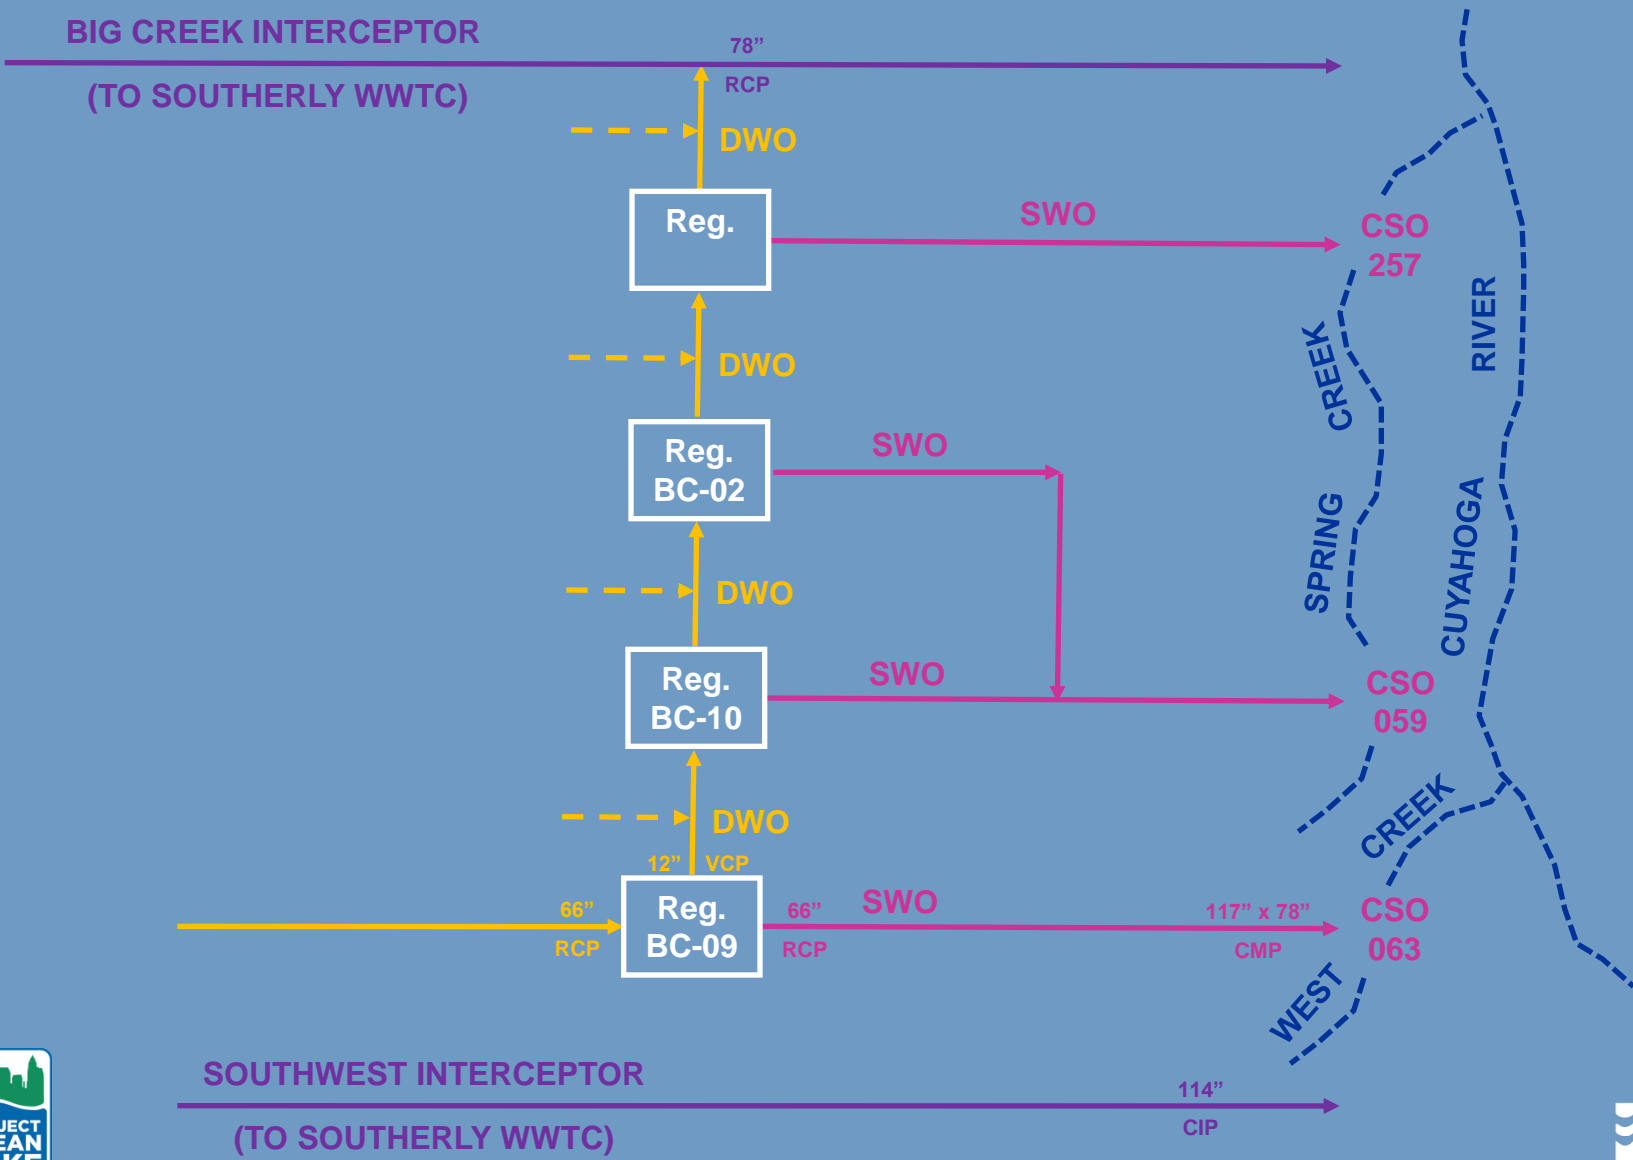 BIG CREEK INTERCEPTOR
78”
RCP
(TO SOUTHERLY WWTC)
DWO
Reg.
SWO
CSO
257
DWO
CREEK
RIVER
Reg.
BC-02
SWO
SPRING
CUYAHOGA
DWO
Reg.
BC-10
SWO
CSO
059
DWO
12” VCP
CREEK
66”
RCP
Reg.
BC-09
66”
RCP
SWO
117” x 78”
CMP
CSO
063
WEST
SOUTHWEST INTERCEPTOR
114”
CIP
(TO SOUTHERLY WWTC)